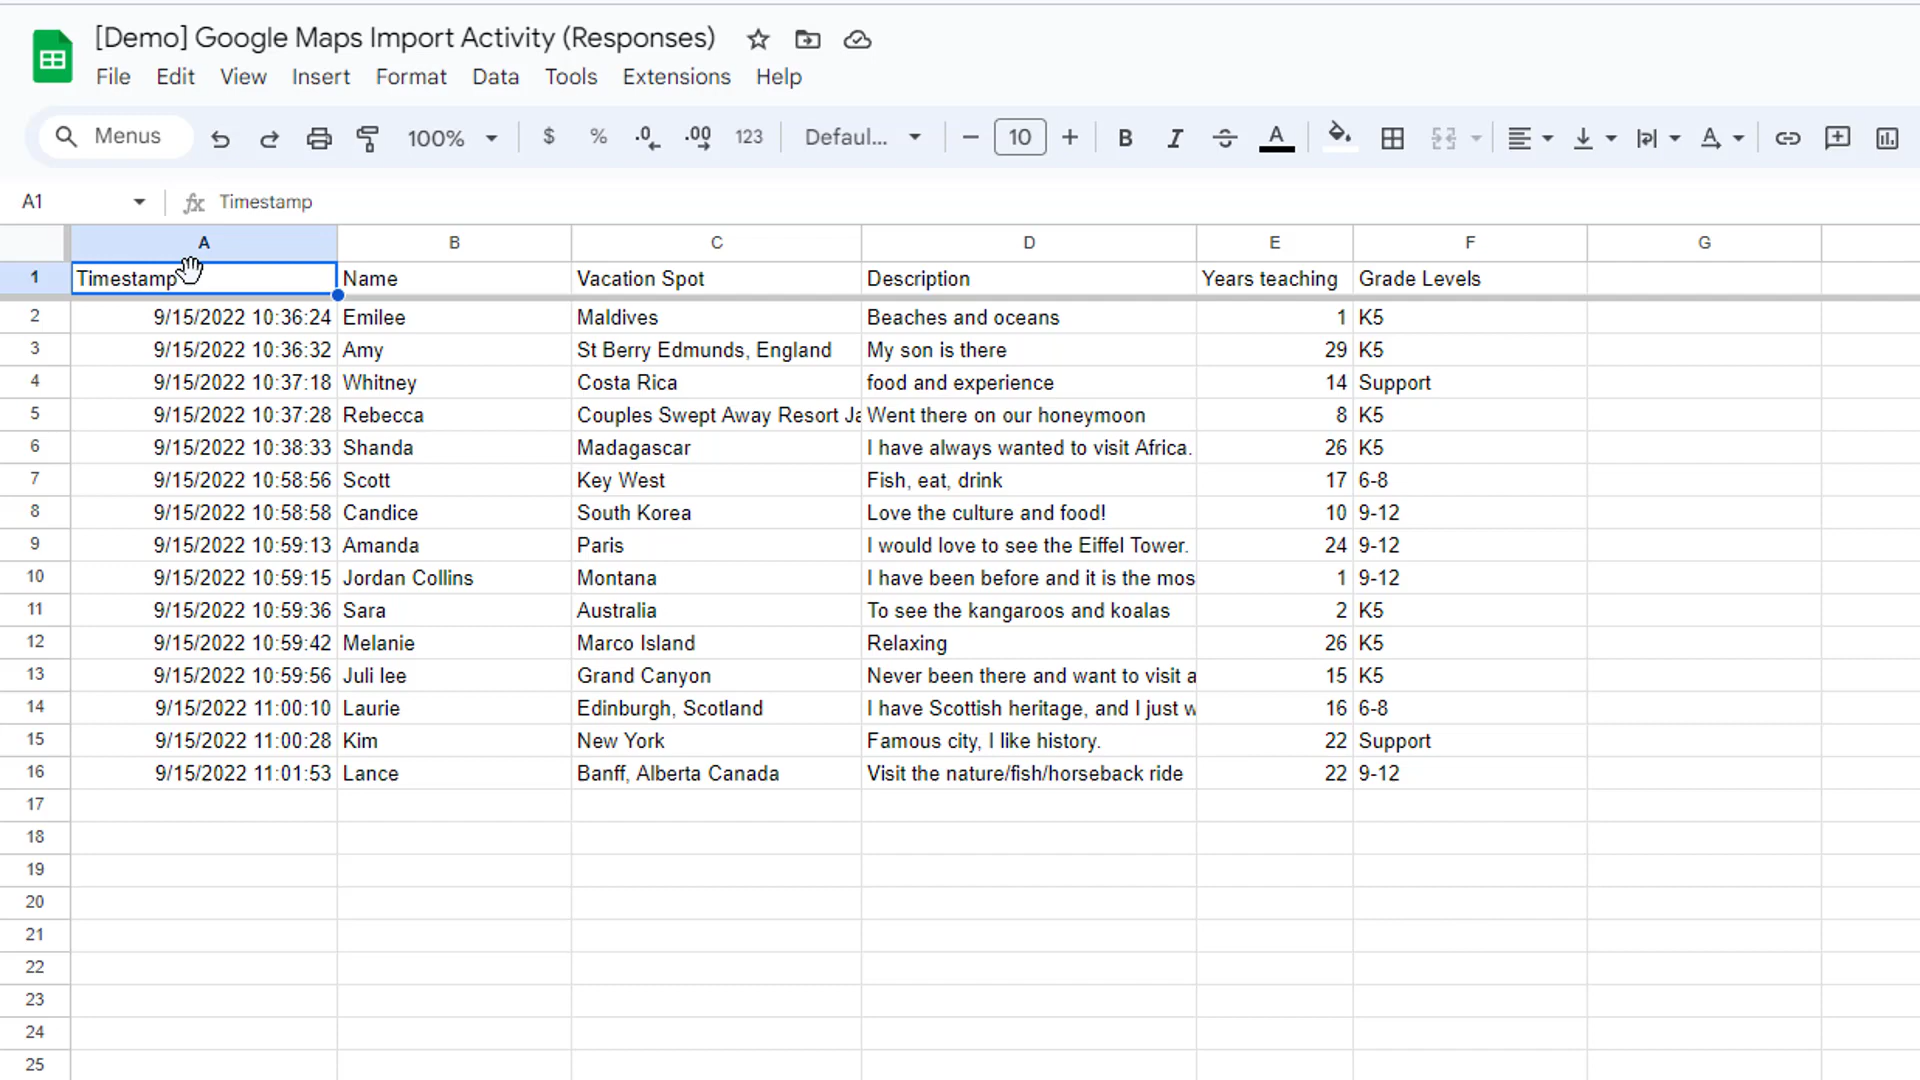 [Demo] Google Maps Import Activity (Responses)
File Edit View Insert Format Data Tools Extensions Help
Menus 100% $ % .0 .00 123 Defaul... 10 B I A A
A1 fx Timestamp
A B C D E F G
1 Timestamp Name Vacation Spot Description Years teaching Grade Levels
2 9/15/2022 10:36:24 Emilee Maldives Beaches and oceans 1 K5
3 9/15/2022 10:36:32 Amy St Berry Edmunds, England My son is there 29 K5
4 9/15/2022 10:37:18 Whitney Costa Rica food and experience 14 Support
5 9/15/2022 10:37:28 Rebecca Couples Swept Away Resort Ja Went there on our honeymoon 8 K5
6 9/15/2022 10:38:33 Shanda Madagascar I have always wanted to visit Africa. 26 K5
7 9/15/2022 10:58:56 Scott Key West Fish, eat, drink 17 6-8
8 9/15/2022 10:58:58 Candice South Korea Love the culture and food! 10 9-12
9 9/15/2022 10:59:13 Amanda Paris I would love to see the Eiffel Tower. 24 9-12
10 9/15/2022 10:59:15 Jordan Collins Montana I have been before and it is the mos 1 9-12
11 9/15/2022 10:59:36 Sara Australia To see the kangaroos and koalas 2 K5
12 9/15/2022 10:59:42 Melanie Marco Island Relaxing 26 K5
13 9/15/2022 10:59:56 Juli lee Grand Canyon Never been there and want to visit a 15 K5
14 9/15/2022 11:00:10 Laurie Edinburgh, Scotland I have Scottish heritage, and I just w 16 6-8
15 9/15/2022 11:00:28 Kim New York Famous city, I like history. 22 Support
16 9/15/2022 11:01:53 Lance Banff, Alberta Canada Visit the nature/fish/horseback ride 22 9-12
17
18
19
20
21
22
23
24
25